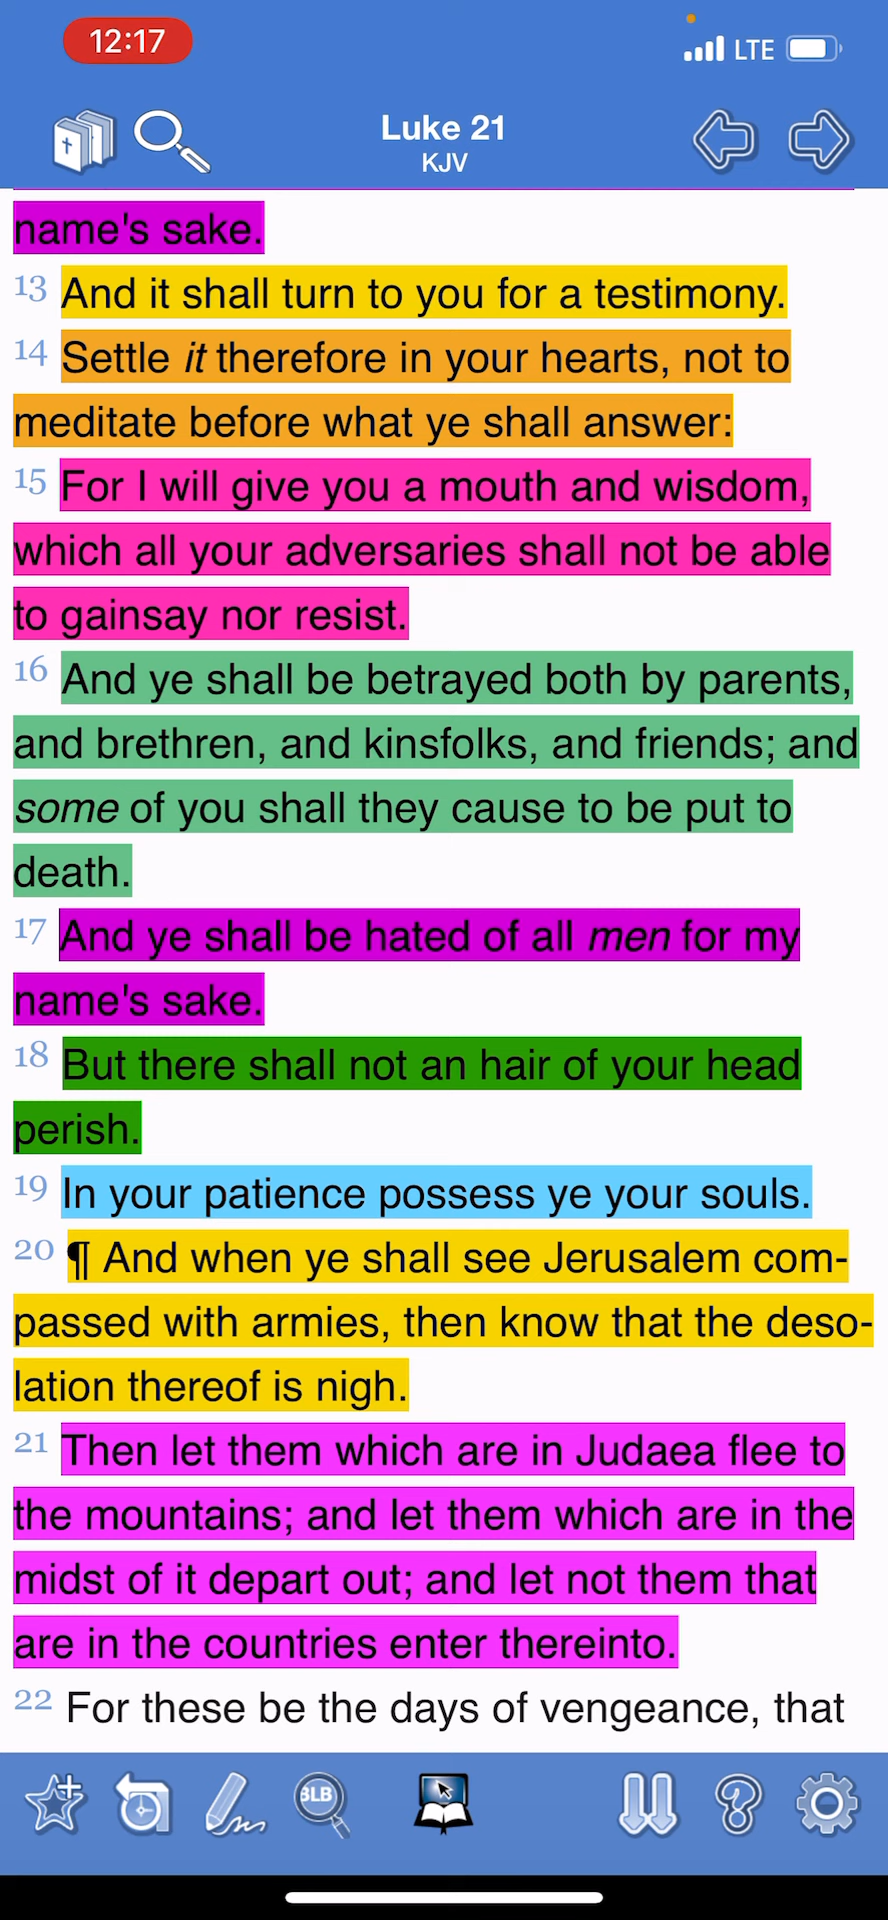 12:17
LTE
Luke 21
KJV
name's sake.
13 And it shall turn to you for a testimony.
14 Settle it therefore in your hearts, not to
meditate before what ye shall answer:
15 For I will give you a mouth and wisdom,
which all your adversaries shall not be able
to gainsay nor resist.
16 And ye shall be betrayed both by parents,
and brethren, and kinsfolks, and friends; and
some of you shall they cause to be put to
death.
17 And ye shall be hated of all men for my
name's sake.
18 But there shall not an hair of your head
perish.
19 In your patience possess ye your souls.
20 ¶ And when ye shall see Jerusalem com-
passed with armies, then know that the deso-
lation thereof is nigh.
21 Then let them which are in Judaea flee to
the mountains; and let them which are in the
midst of it depart out; and let not them that
are in the countries enter thereinto.
22 For these be the days of vengeance, that
BLB